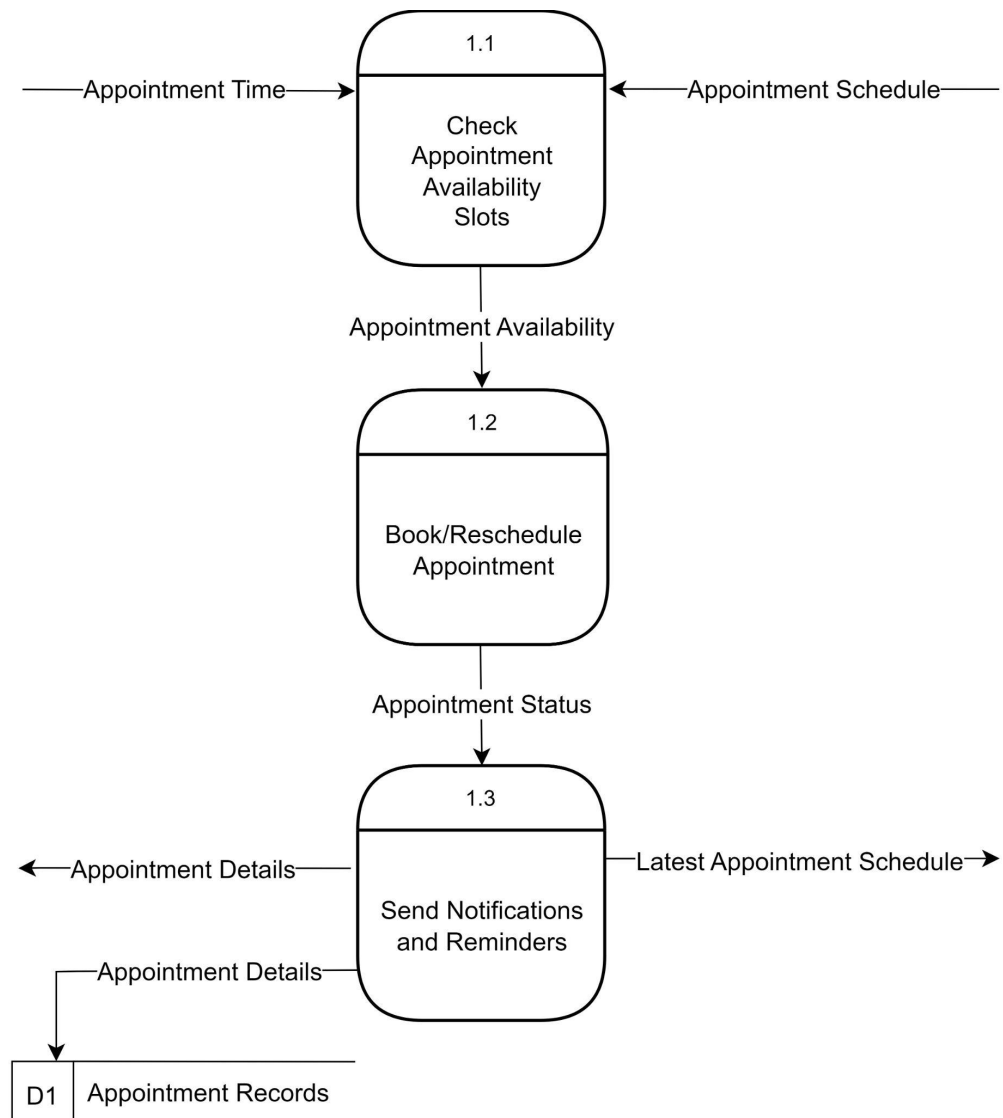 1.1
Appointment Time
Appointment Schedule
Check
Appointment
Availability
Slots
Appointment Availability
1.2
Book/Reschedule
Appointment
Appointment Status
1.3
Appointment Details
Latest Appointment Schedule
Send Notifications
and Reminders
Appointment Details
D1
Appointment Records